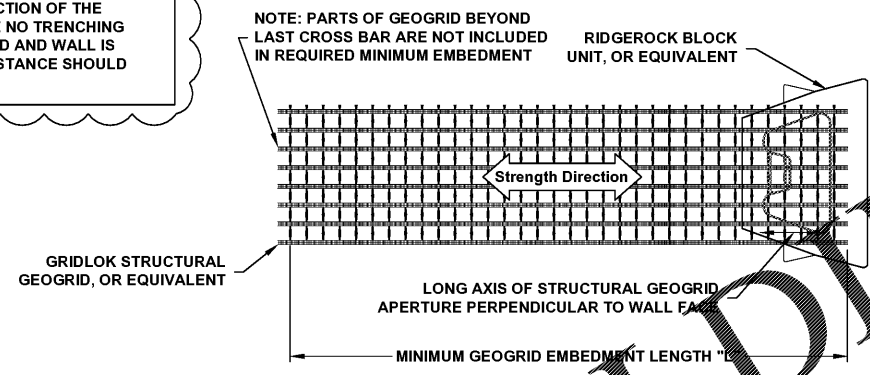 CTION OF THE
E NO TRENCHING
D AND WALL IS
STANCE SHOULD
NOTE: PARTS OF GEOGRID BEYOND
LAST CROSS BAR ARE NOT INCLUDED
IN REQUIRED MINIMUM EMBEDMENT
RIDGEROCK BLOCK
UNIT, OR EQUIVALENT
Strength Direction
GRIDLOK STRUCTURAL
GEOGRID, OR EQUIVALENT
LONG AXIS OF STRUCTURAL GEOGRID
APERTURE PERPENDICULAR TO WALL FACE
MINIMUM GEOGRID EMBEDMENT LENGTH "L"